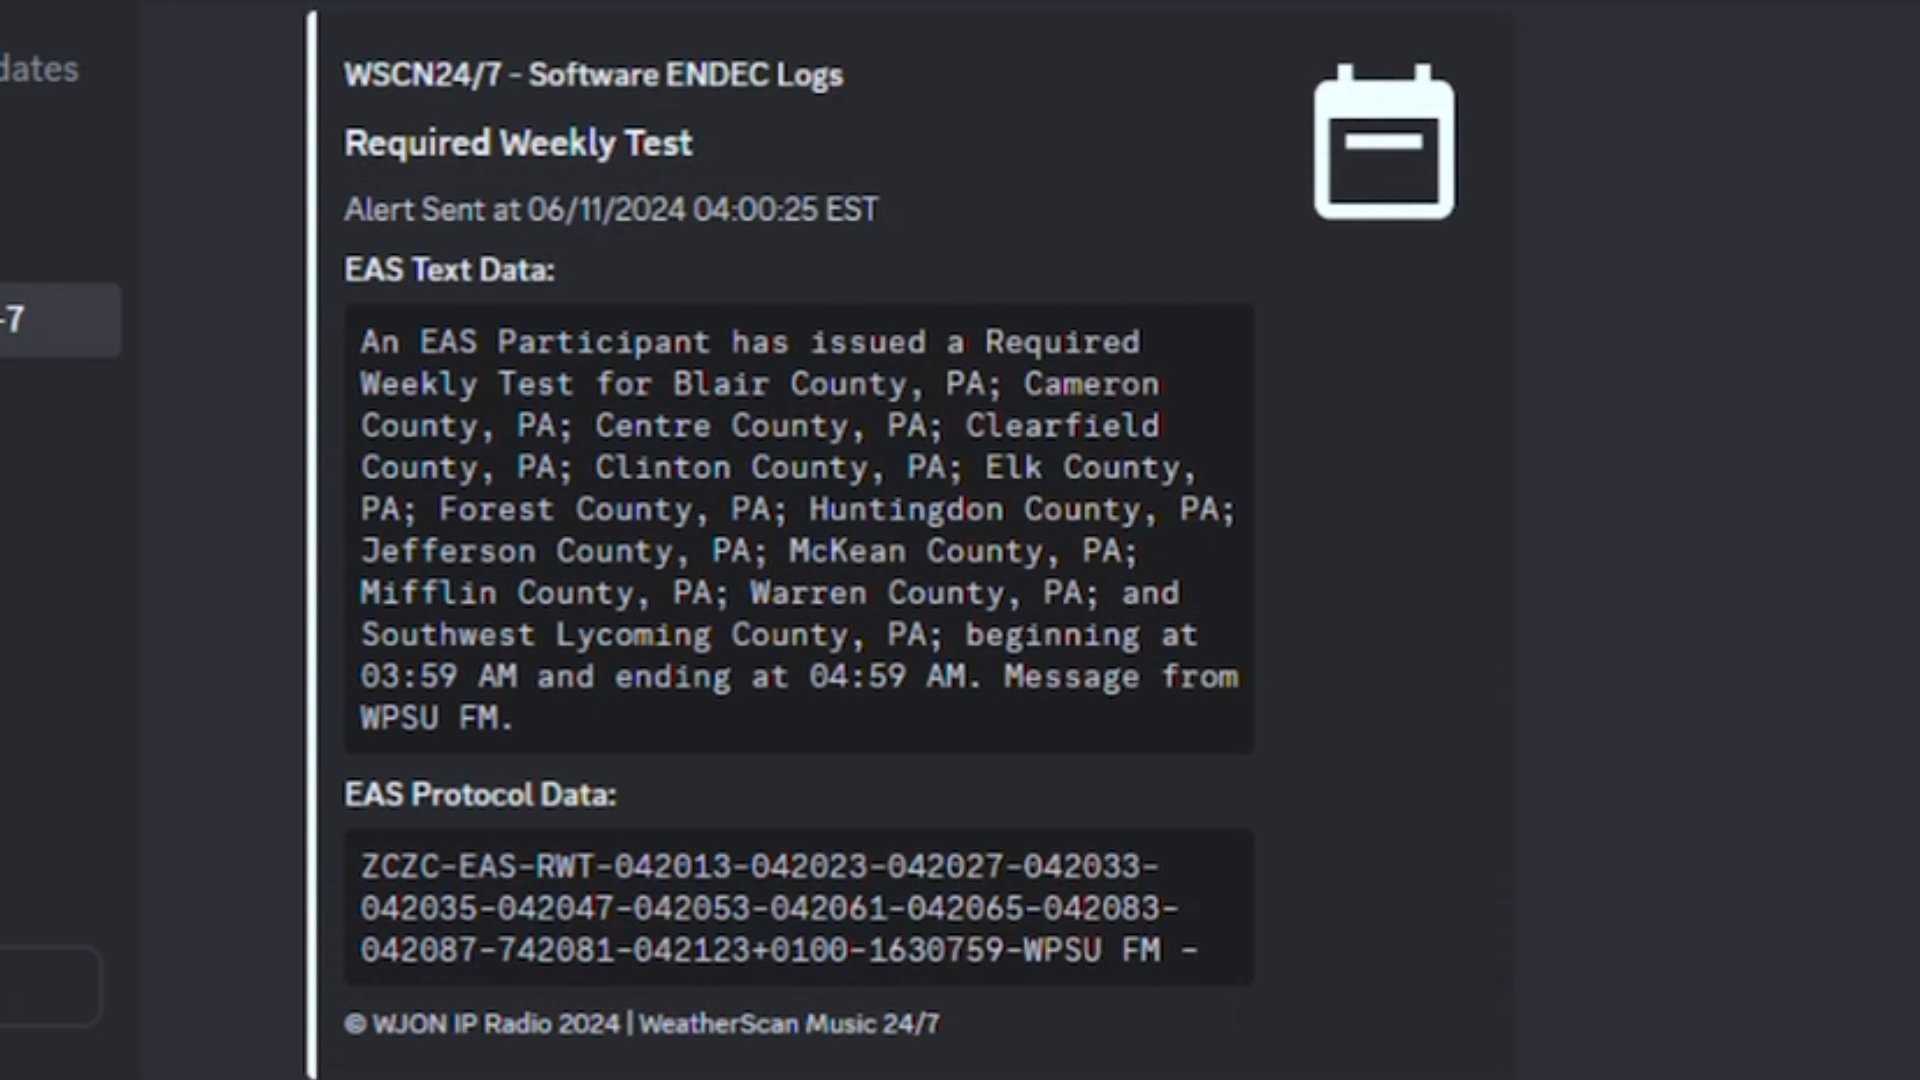 dates
WSCN24/7 - Software ENDEC Logs
Required Weekly Test
Alert Sent at 06/11/2024 04:00:25 EST
EAS Text Data:
-7
An EAS Participant has issued a Required
Weekly Test for Blair County, PA; Cameron
County, PA; Centre County, PA; Clearfield
County, PA; Clinton County, PA; Elk County,
PA; Forest County, PA; Huntingdon County, PA;
Jefferson County, PA; McKean County, PA;
Mifflin County, PA; Warren County, PA; and
Southwest Lycoming County, PA; beginning at
03:59 AM and ending at 04:59 AM. Message from
WPSU FM.
EAS Protocol Data:
ZCZC-EAS-RWT-042013-042023-042027-042033-
042035-042047-042053-042061-042065-042083-
042087-742081-042123+0100-1630759-WPSU FM -
© WJON IP Radio 2024 | WeatherScan Music 24/7